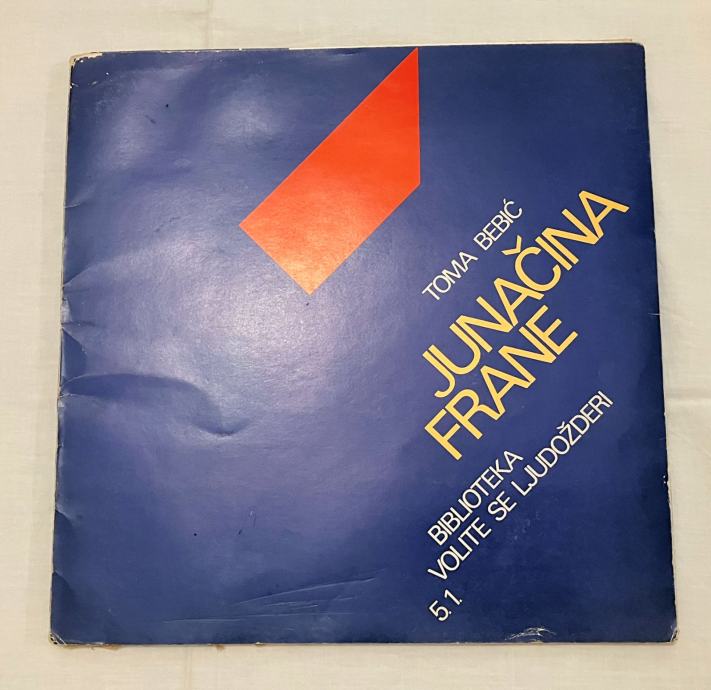 TOMA BEBIĆ
JUNAČINA
FRANE
BIBLIOTEKA
VOLITE SE LJUDOŽDERI
5.1.